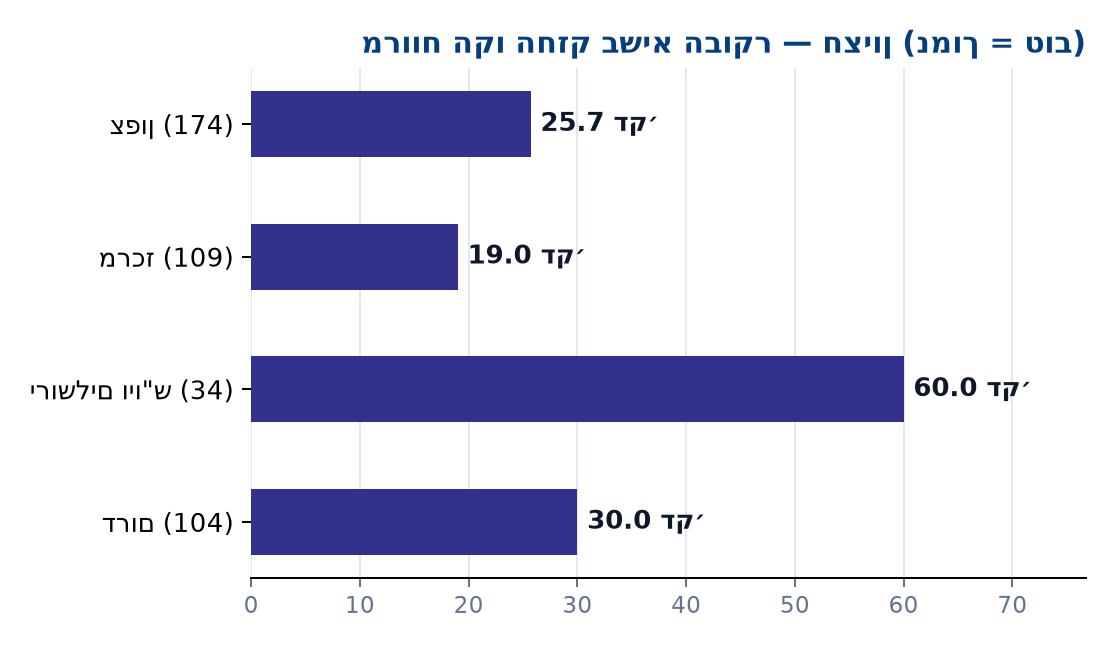 מרווח הקו החזק בשיא הבוקר — חציון (נמוך = טוב)
צפון (174)
25.7 דק׳
מרכז (109)
19.0 דק׳
ירושלים ויו"ש (34)
60.0 דק׳
דרום (104)
30.0 דק׳
0 10 20 30 40 50 60 70